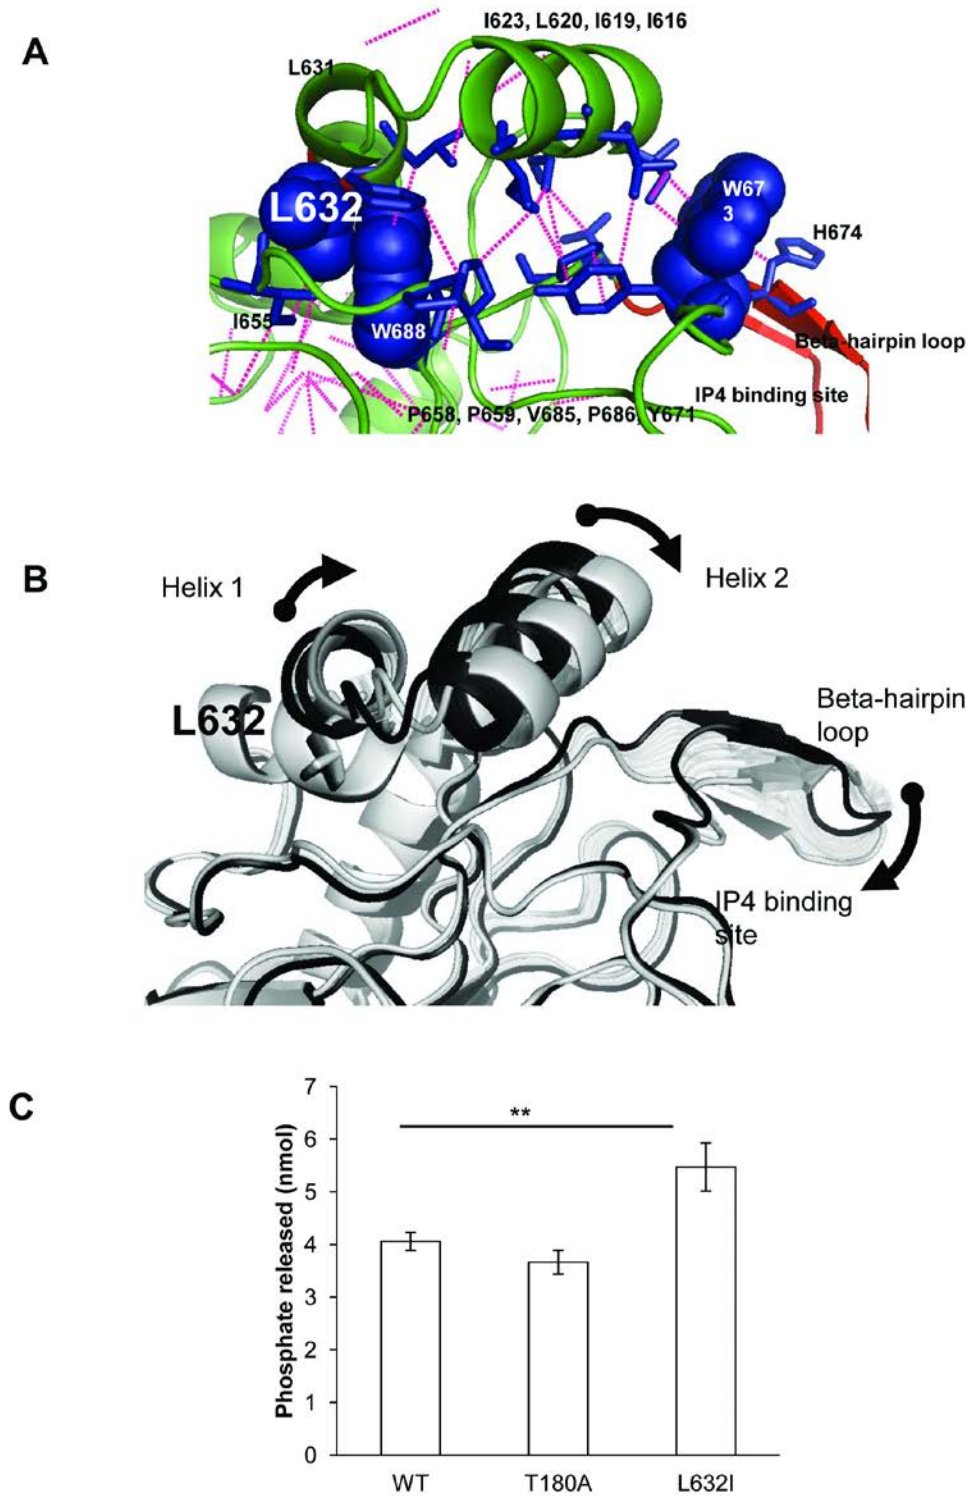 A
I623, L620, I619, I616
L631
L632
W67
3
H674
I655
W688
Beta-hairpin loop
IP4 binding site
P658, P659, V685, P686, Y671
B
Helix 1
Helix 2
L632
Beta-hairpin
loop
IP4 binding
site
C
Phosphate released (nmol)
7
6
5
4
3
2
1
0
**
WT
T180A
L632I